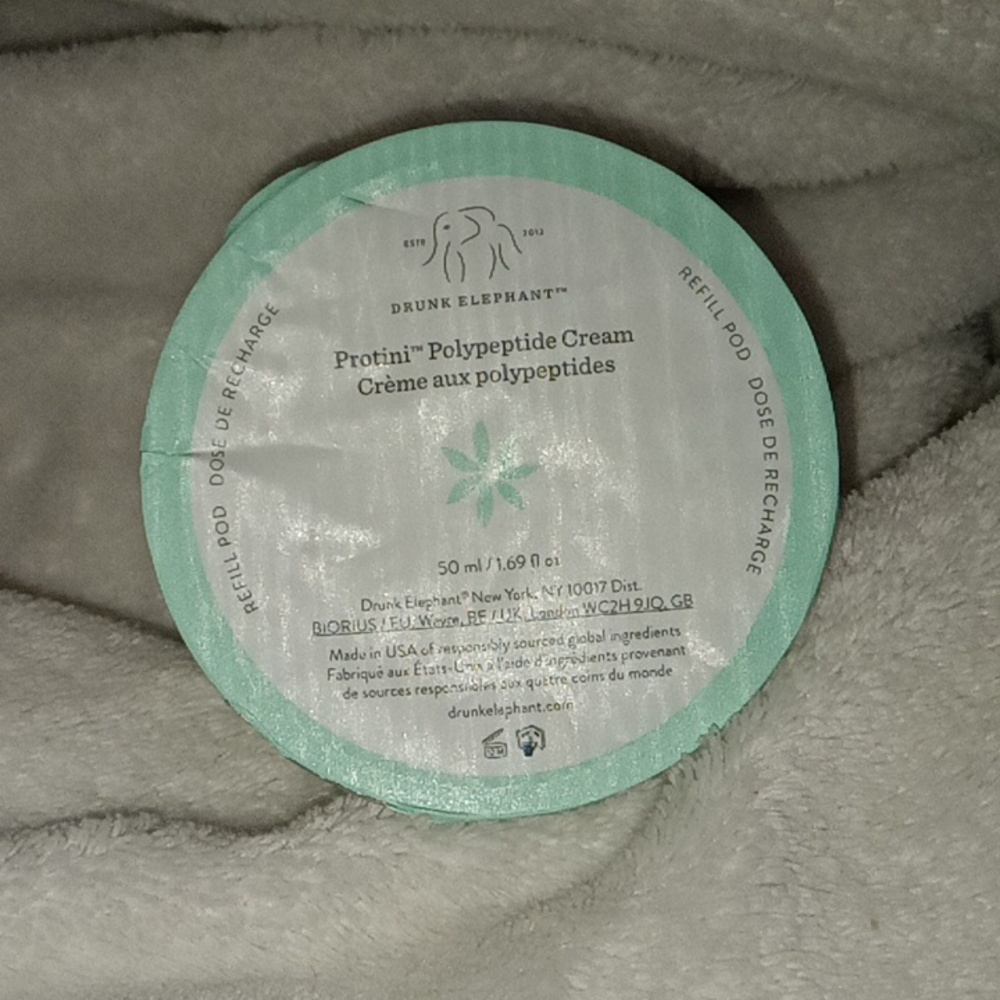 ESTD 2012
DRUNK ELEPHANT™
Protini™ Polypeptide Cream
Crème aux polypeptides
REFILL POD DOSE DE RECHARGE
REFILL POD DOSE DE RECHARGE
50 ml / 1.69 fl oz
Drunk Elephant® New York, NY 10017 Dist.
BIORIUS / EU: Wavre, BE / UK: London WC2H 9JQ, GB
Made in USA of responsibly sourced global ingredients
Fabriqué aux États-Unis à l'aide d'ingrédients provenant
de sources responsables aux quatre coins du monde
drunkelephant.com